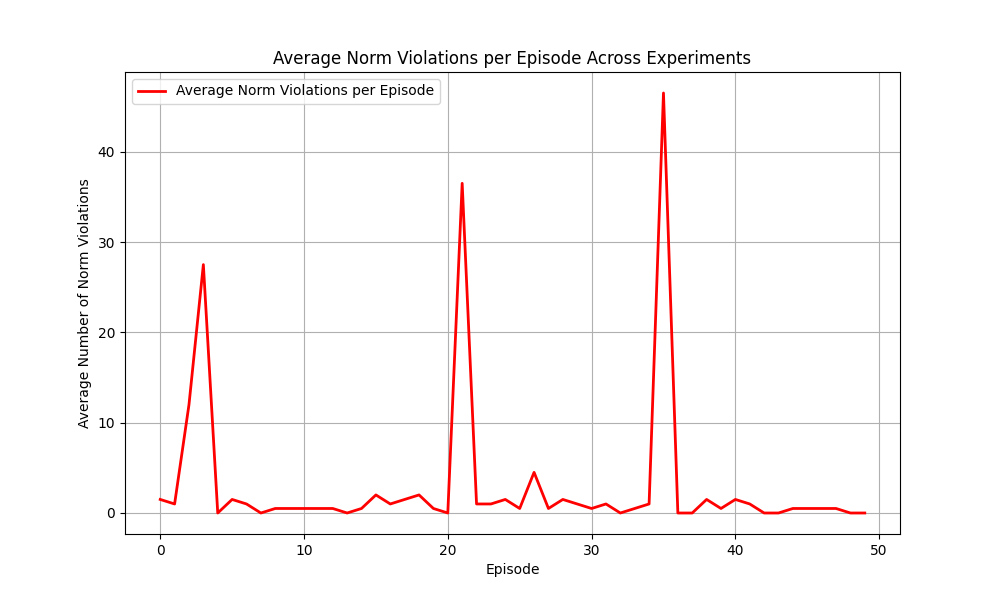 Average Norm Violations per Episode Across Experiments
Average Norm Violations per Episode
Average Number of Norm Violations
40
30
20
10
0
0 10 20 30 40 50
Episode